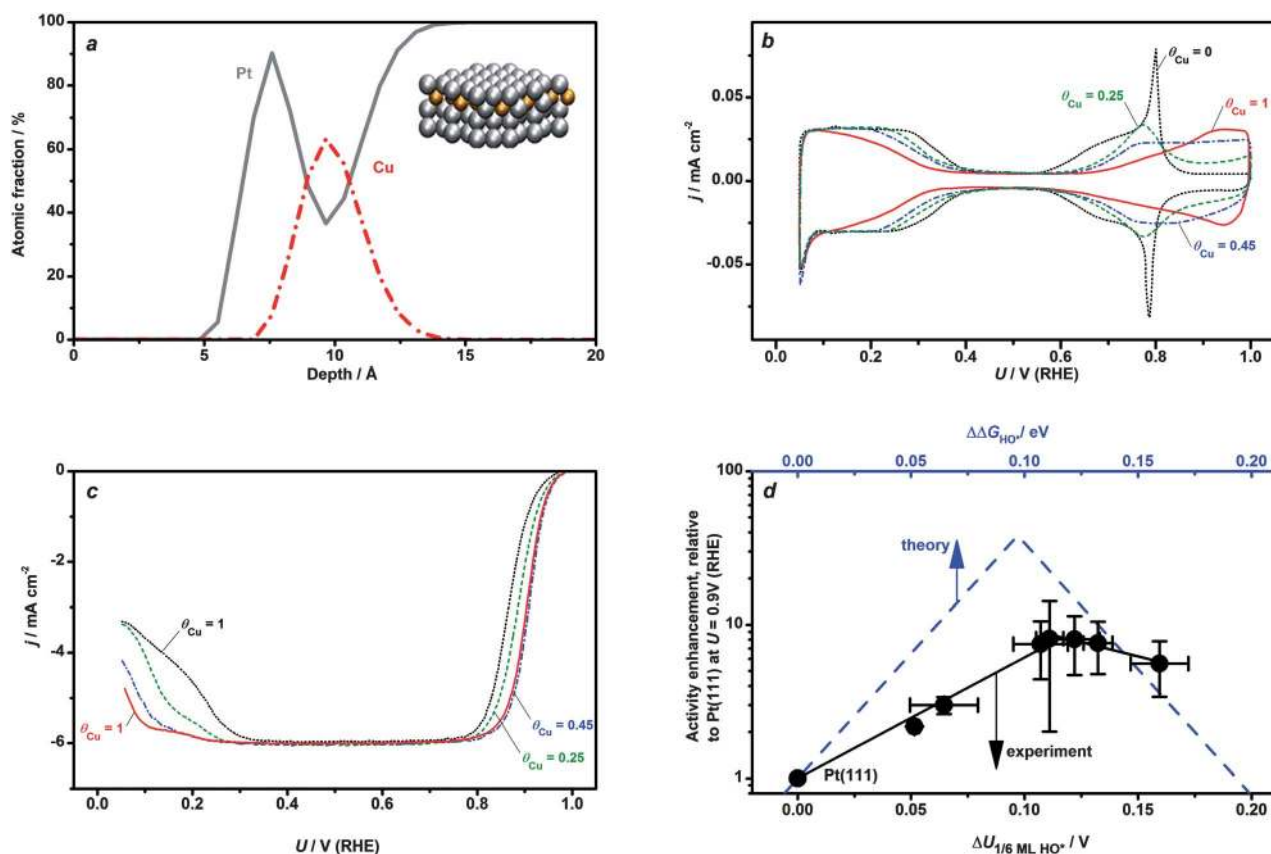 a
Pt
Cu
Atomic fraction / %
100
80
60
40
20
0
0
5
10
15
20
Depth / Å
b
θCu = 0
θCu = 0.25
θCu = 1
θCu = 0.45
j / mA cm-2
0.05
0.00
-0.05
0.0
0.2
0.4
0.6
0.8
1.0
U / V (RHE)
c
θCu = 1
θCu = 1
θCu = 0.45
θCu = 0.25
j / mA cm-2
0
-2
-4
-6
0.0
0.2
0.4
0.6
0.8
1.0
U / V (RHE)
ΔΔGHO*/ eV
0.00
0.05
0.10
0.15
0.20
d
theory
experiment
Pt(111)
Activity enhancement, relative
to Pt(111) at U = 0.9V (RHE)
100
10
1
0.00
0.05
0.10
0.15
0.20
ΔU1/6 ML HO* / V